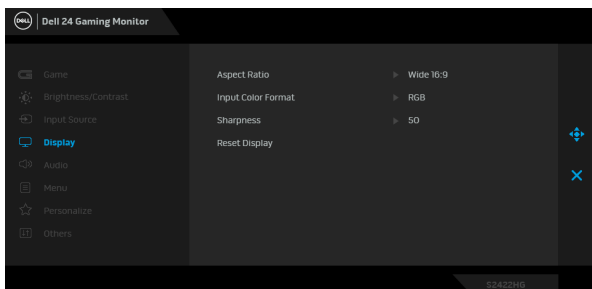 DELL Dell 24 Gaming Monitor
Game
Aspect Ratio Wide 16:9
Brightness/Contrast
Input Color Format RGB
Input Source
Sharpness 50
Display
Reset Display
Audio
Menu
Personalize
Others
S2422HG